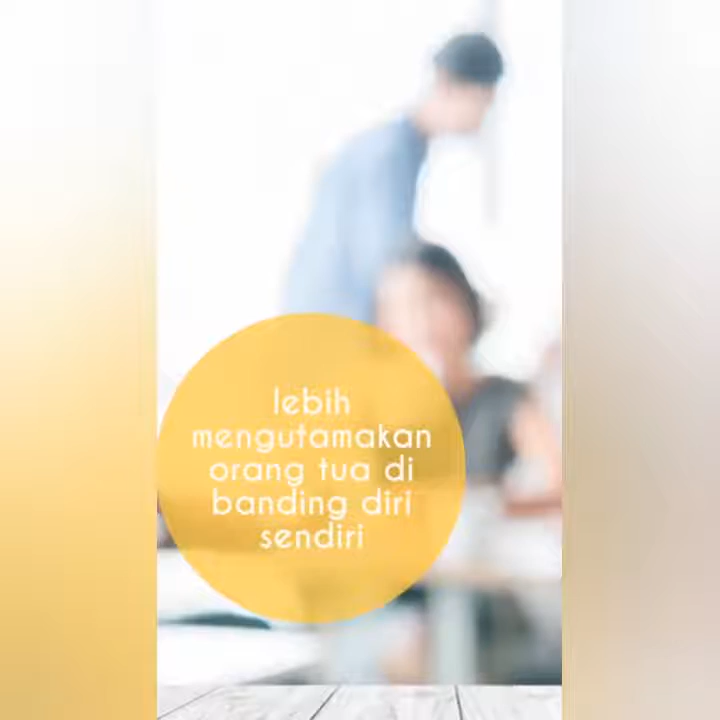 lebih
mengutamakan
orang tua di
banding diri
sendiri